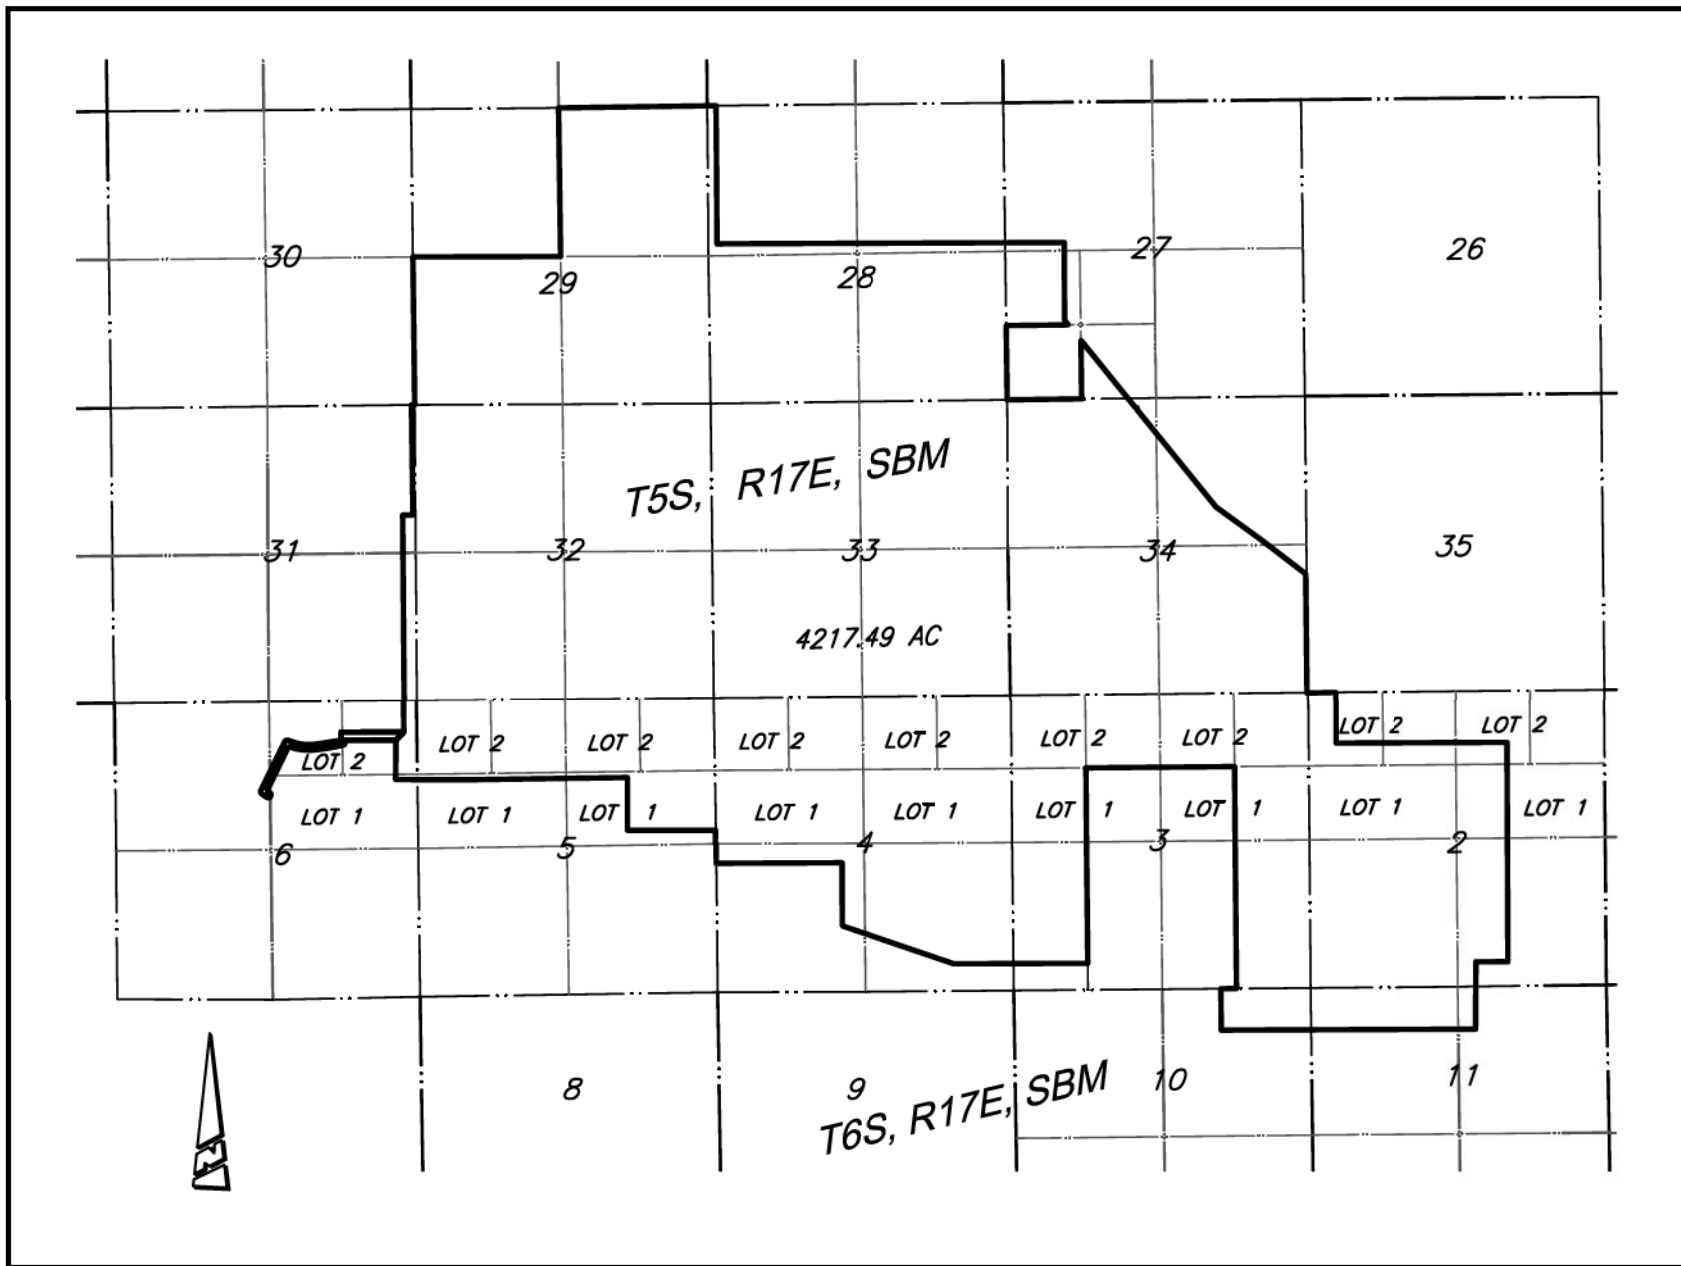 30 29 28 27 26
T5S, R17E, SBM
31 32 33 34 35
4217.49 AC
LOT 2 LOT 2 LOT 2 LOT 2 LOT 2 LOT 2 LOT 2 LOT 2 LOT 2
LOT 1 LOT 1 LOT 1 LOT 1 LOT 1 LOT 1 LOT 1 LOT 1 LOT 1
6 5 4 3 2
8 9 10 11
T6S, R17E, SBM
N